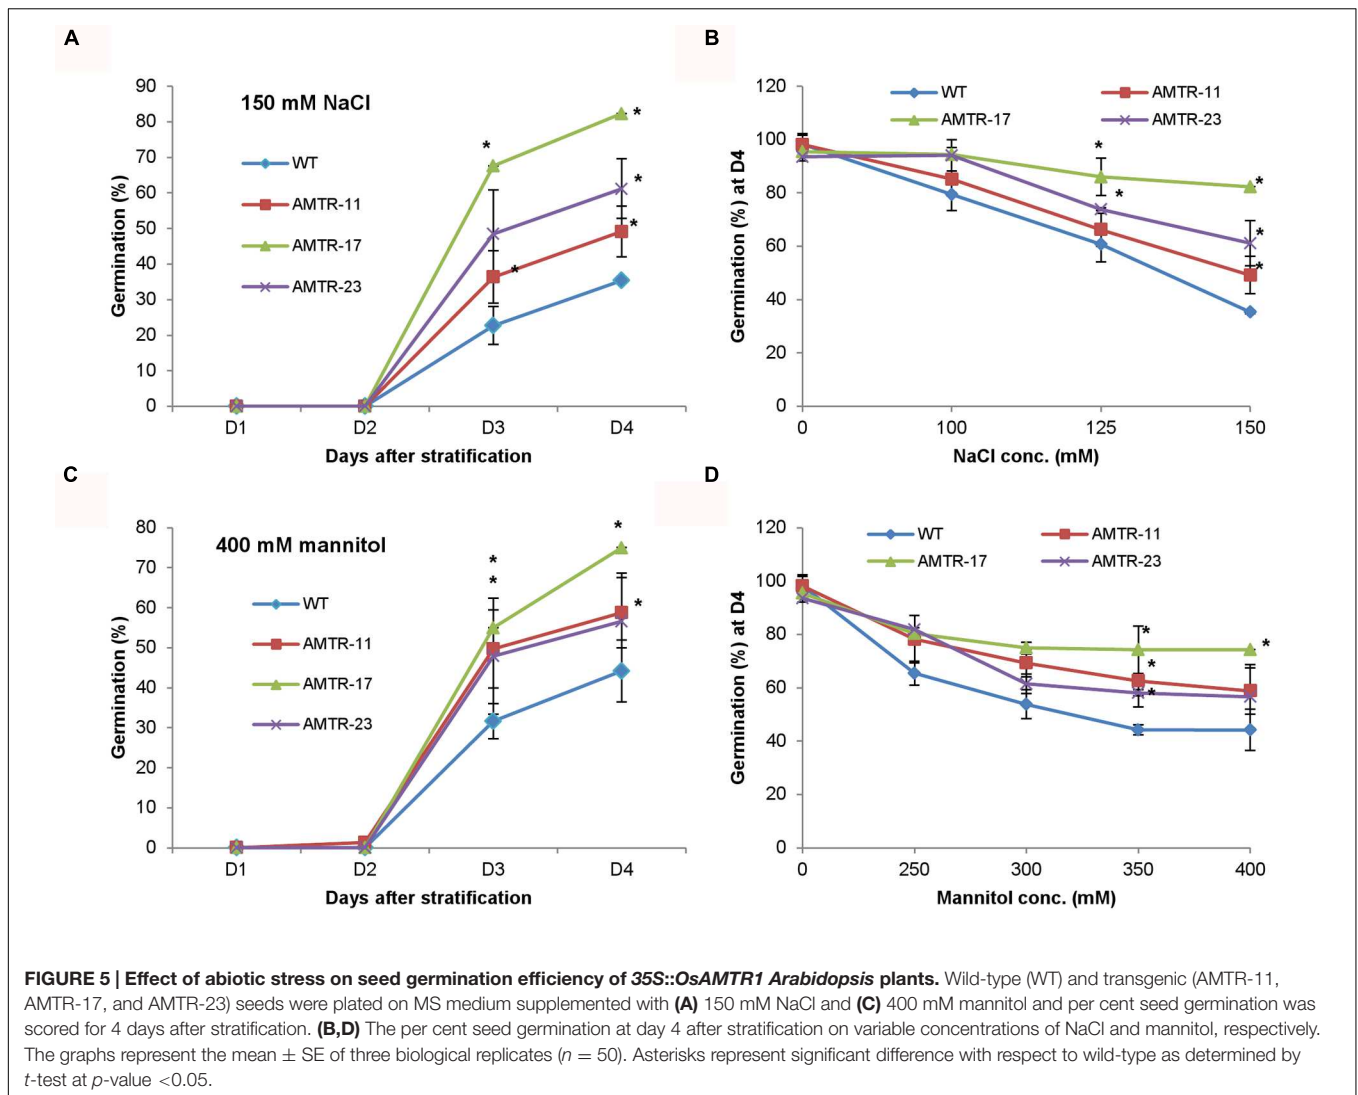 A
90
80
70
60
50
40
30
20
10
0
Germination (%)
150 mM NaCl
WT
AMTR-11
AMTR-17
AMTR-23
*
*
*
*
*
D1 D2 D3 D4
Days after stratification
B
120
100
80
60
40
20
0
Germination (%) at D4
WT AMTR-11
AMTR-17 AMTR-23
*
*
*
*
*
0 100 125 150
NaCl conc. (mM)
C
80
70
60
50
40
30
20
10
0
Germination (%)
400 mM mannitol
WT
AMTR-11
AMTR-17
AMTR-23
*
*
*
*
D1 D2 D3 D4
Days after stratification
D
120
100
80
60
40
20
0
Germination (%) at D4
WT AMTR-11
AMTR-17 AMTR-23
*
*
*
*
0 250 300 350 400
Mannitol conc. (mM)
FIGURE 5 | Effect of abiotic stress on seed germination efficiency of 35S::OsAMTR1 Arabidopsis plants. Wild-type (WT) and transgenic (AMTR-11,
AMTR-17, and AMTR-23) seeds were plated on MS medium supplemented with (A) 150 mM NaCl and (C) 400 mM mannitol and per cent seed germination was
scored for 4 days after stratification. (B,D) The per cent seed germination at day 4 after stratification on variable concentrations of NaCl and mannitol, respectively.
The graphs represent the mean ± SE of three biological replicates (n = 50). Asterisks represent significant difference with respect to wild-type as determined by
t-test at p-value <0.05.